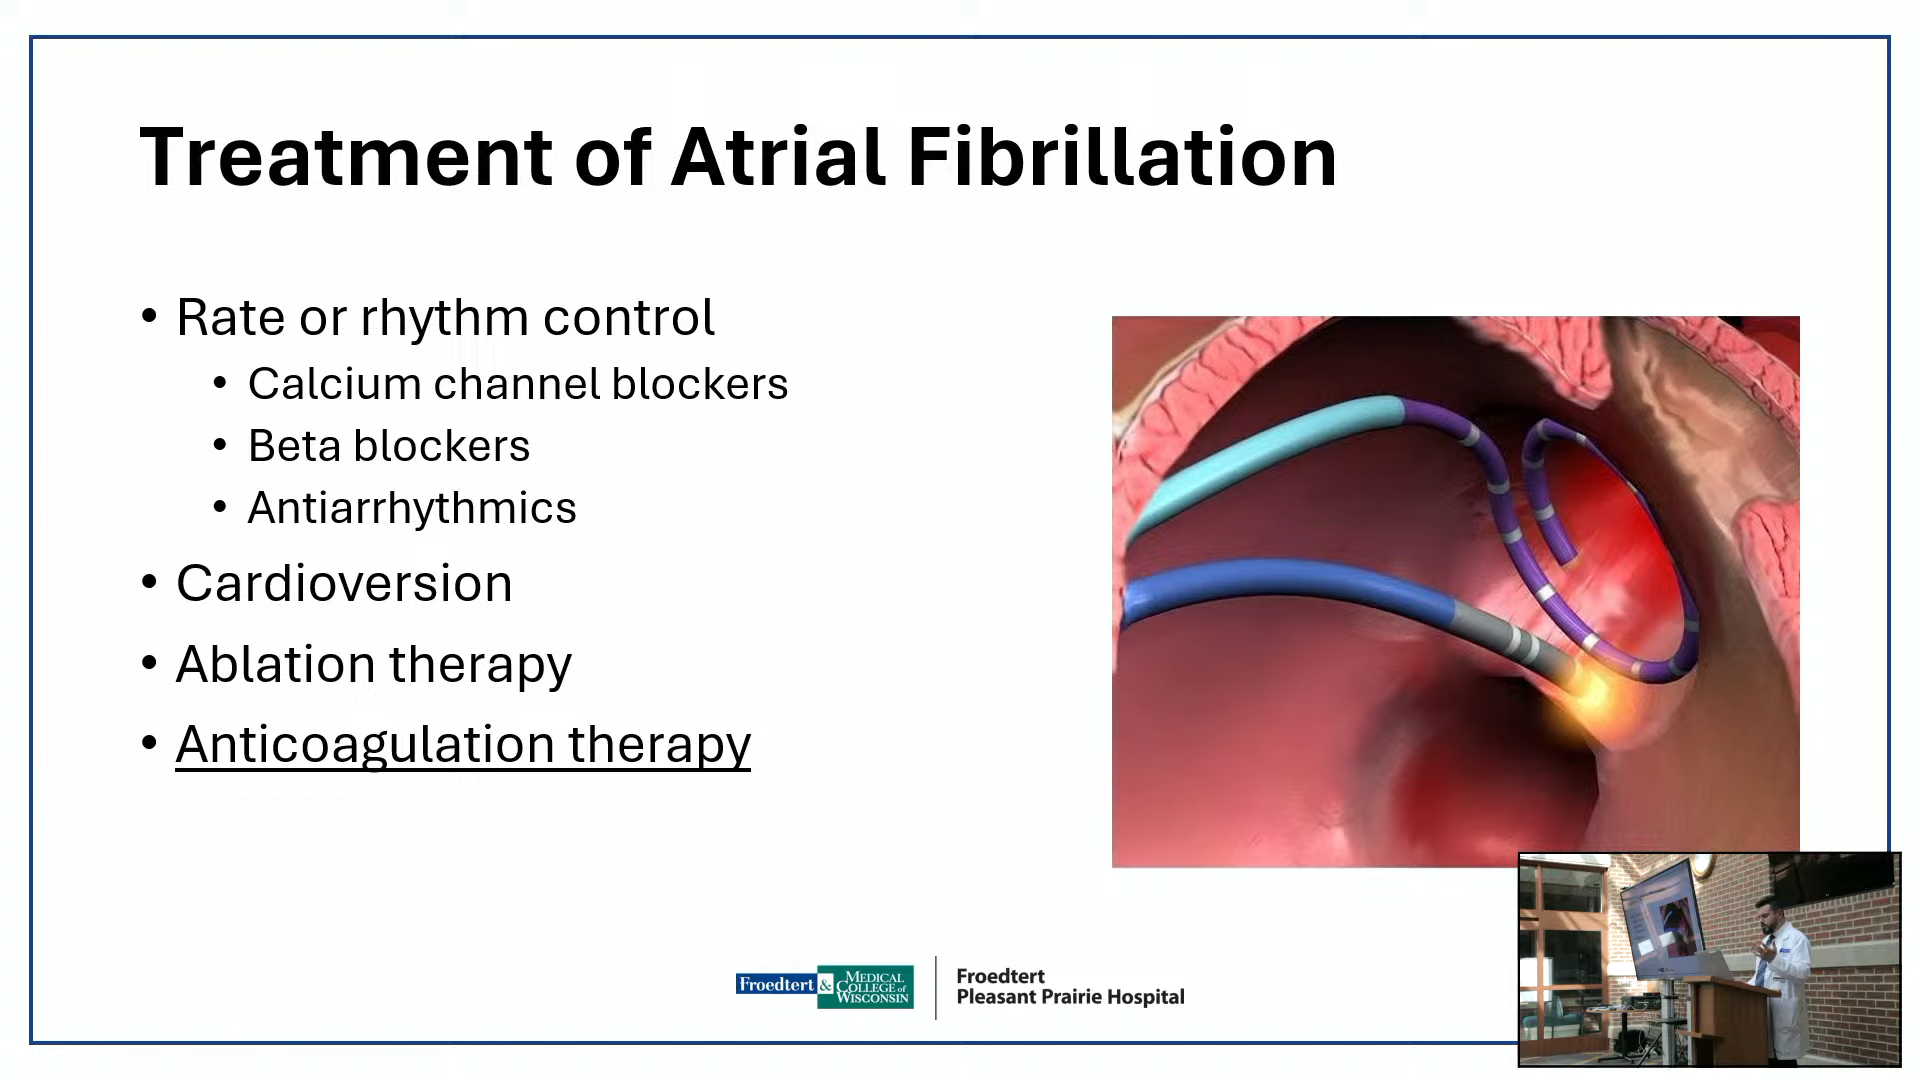 Treatment of Atrial Fibrillation
• Rate or rhythm control
• Calcium channel blockers
• Beta blockers
• Antiarrhythmics
• Cardioversion
• Ablation therapy
• Anticoagulation therapy
Froedtert & MEDICAL COLLEGE of WISCONSIN
Froedtert
Pleasant Prairie Hospital